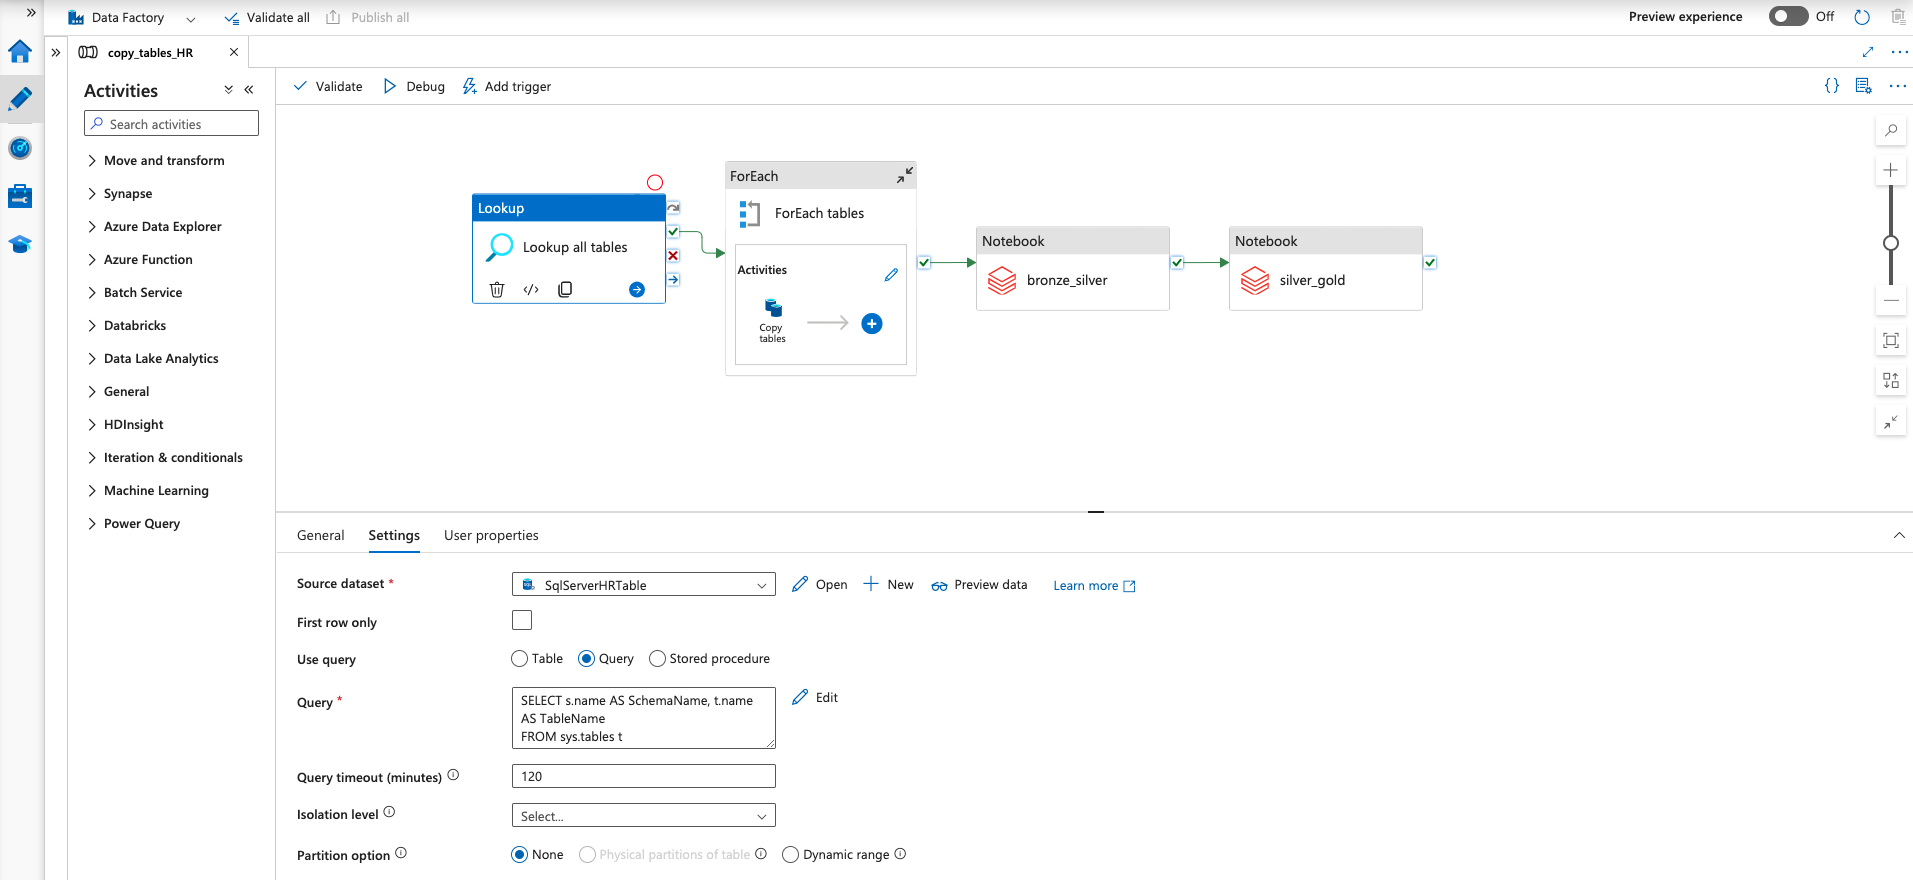 Data Factory
Validate all
Publish all
Preview experience
Off
copy_tables_HR
Activities
Search activities
Move and transform
Synapse
Azure Data Explorer
Azure Function
Batch Service
Databricks
Data Lake Analytics
General
HDInsight
Iteration & conditionals
Machine Learning
Power Query
Validate
Debug
Add trigger
Lookup
Lookup all tables
ForEach
ForEach tables
Activities
Copy
tables
Notebook
bronze_silver
Notebook
silver_gold
General
Settings
User properties
Source dataset *
SqlServerHRTable
Open
New
Preview data
Learn more
First row only
Use query
Table
Query
Stored procedure
Query *
SELECT s.name AS SchemaName, t.name
AS TableName
FROM sys.tables t
Edit
Query timeout (minutes)
120
Isolation level
Select...
Partition option
None
Physical partitions of table
Dynamic range